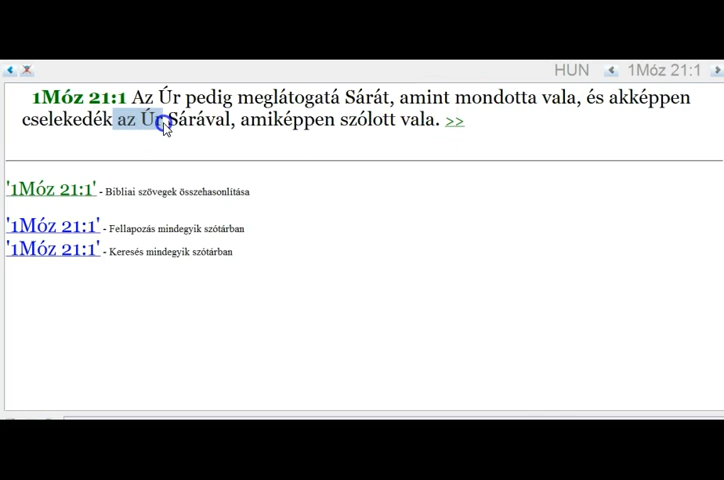 HUN 1Móz 21:1
1Móz 21:1 Az Úr pedig meglátogatá Sárát, amint mondotta vala, és akképpen
cselekedék az Úr Sárával, amiképpen szólott vala. >>
'1Móz 21:1' - Bibliai szövegek összehasonlítása
'1Móz 21:1' - Fellapozás mindegyik szótárban
'1Móz 21:1' - Keresés mindegyik szótárban